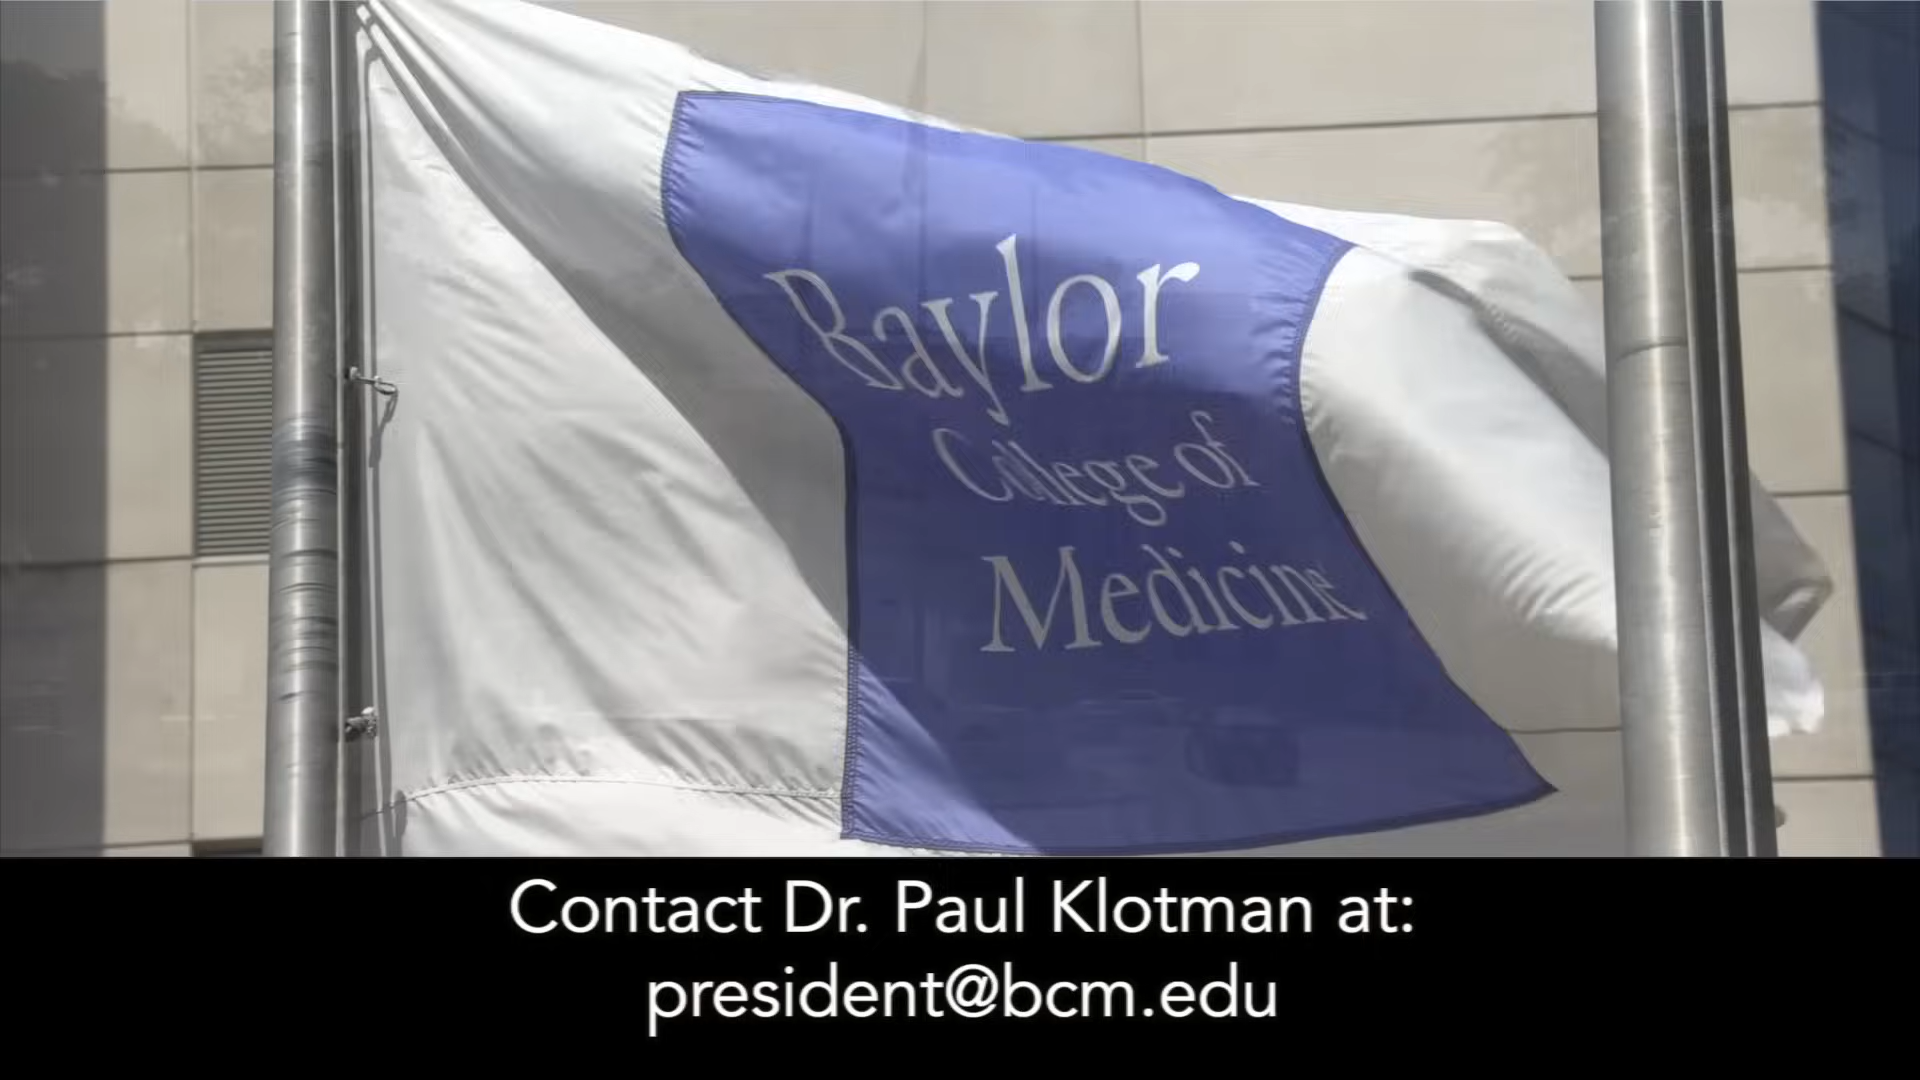 Baylor
College of
Medicine
Contact Dr. Paul Klotman at:
president@bcm.edu